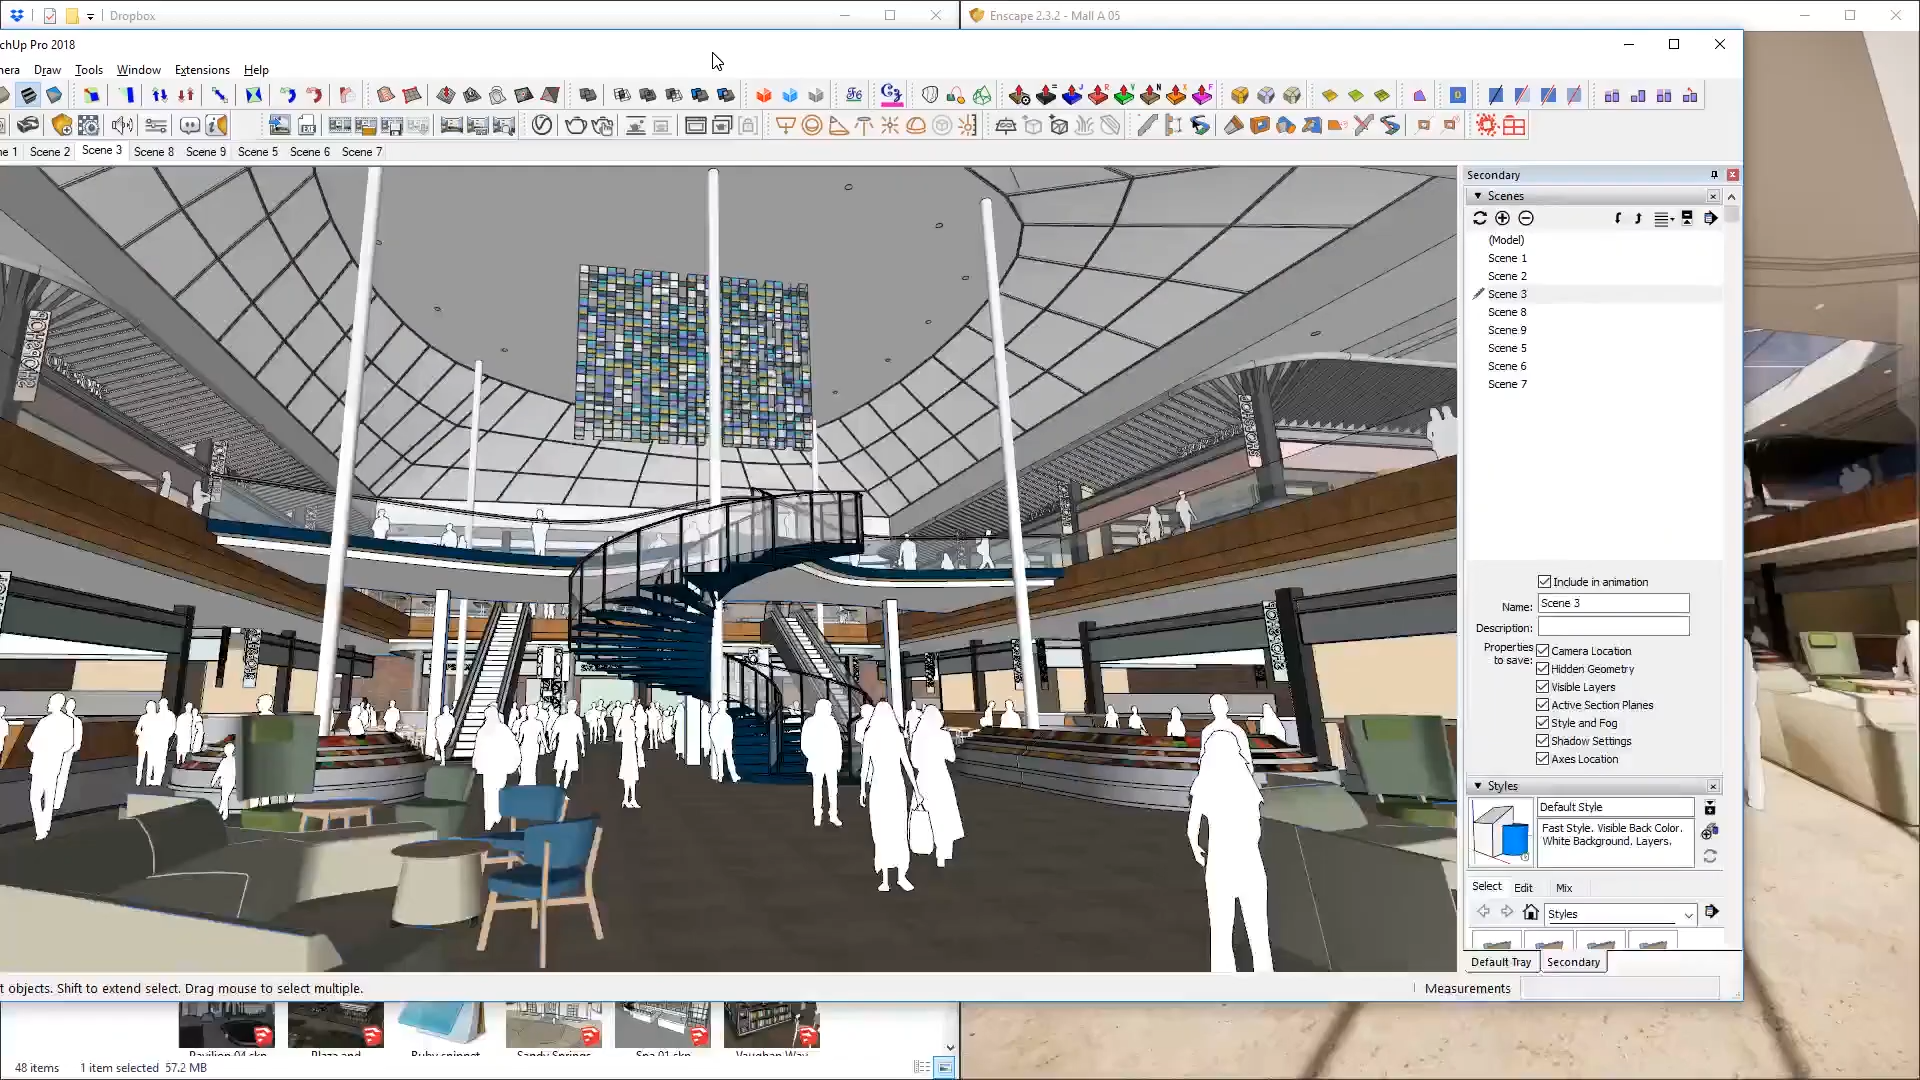 Dropbox
Enscape 2.3.2 - Mall A 05
chUp Pro 2018
nera Draw Tools Window Extensions Help
ne 1 Scene 2 Scene 3 Scene 8 Scene 9 Scene 5 Scene 6 Scene 7
Secondary
Scenes
(Model)
Scene 1
Scene 2
Scene 3
Scene 8
Scene 9
Scene 5
Scene 6
Scene 7
Include in animation
Name: Scene 3
Description:
Properties to save:
Camera Location
Hidden Geometry
Visible Layers
Active Section Planes
Style and Fog
Shadow Settings
Axes Location
Styles
Default Style
Fast Style. Visible Back Color.
White Background. Layers.
Select Edit Mix
Styles
Default Tray Secondary
t objects. Shift to extend select. Drag mouse to select multiple.
Measurements
48 items 1 item selected 57.2 MB